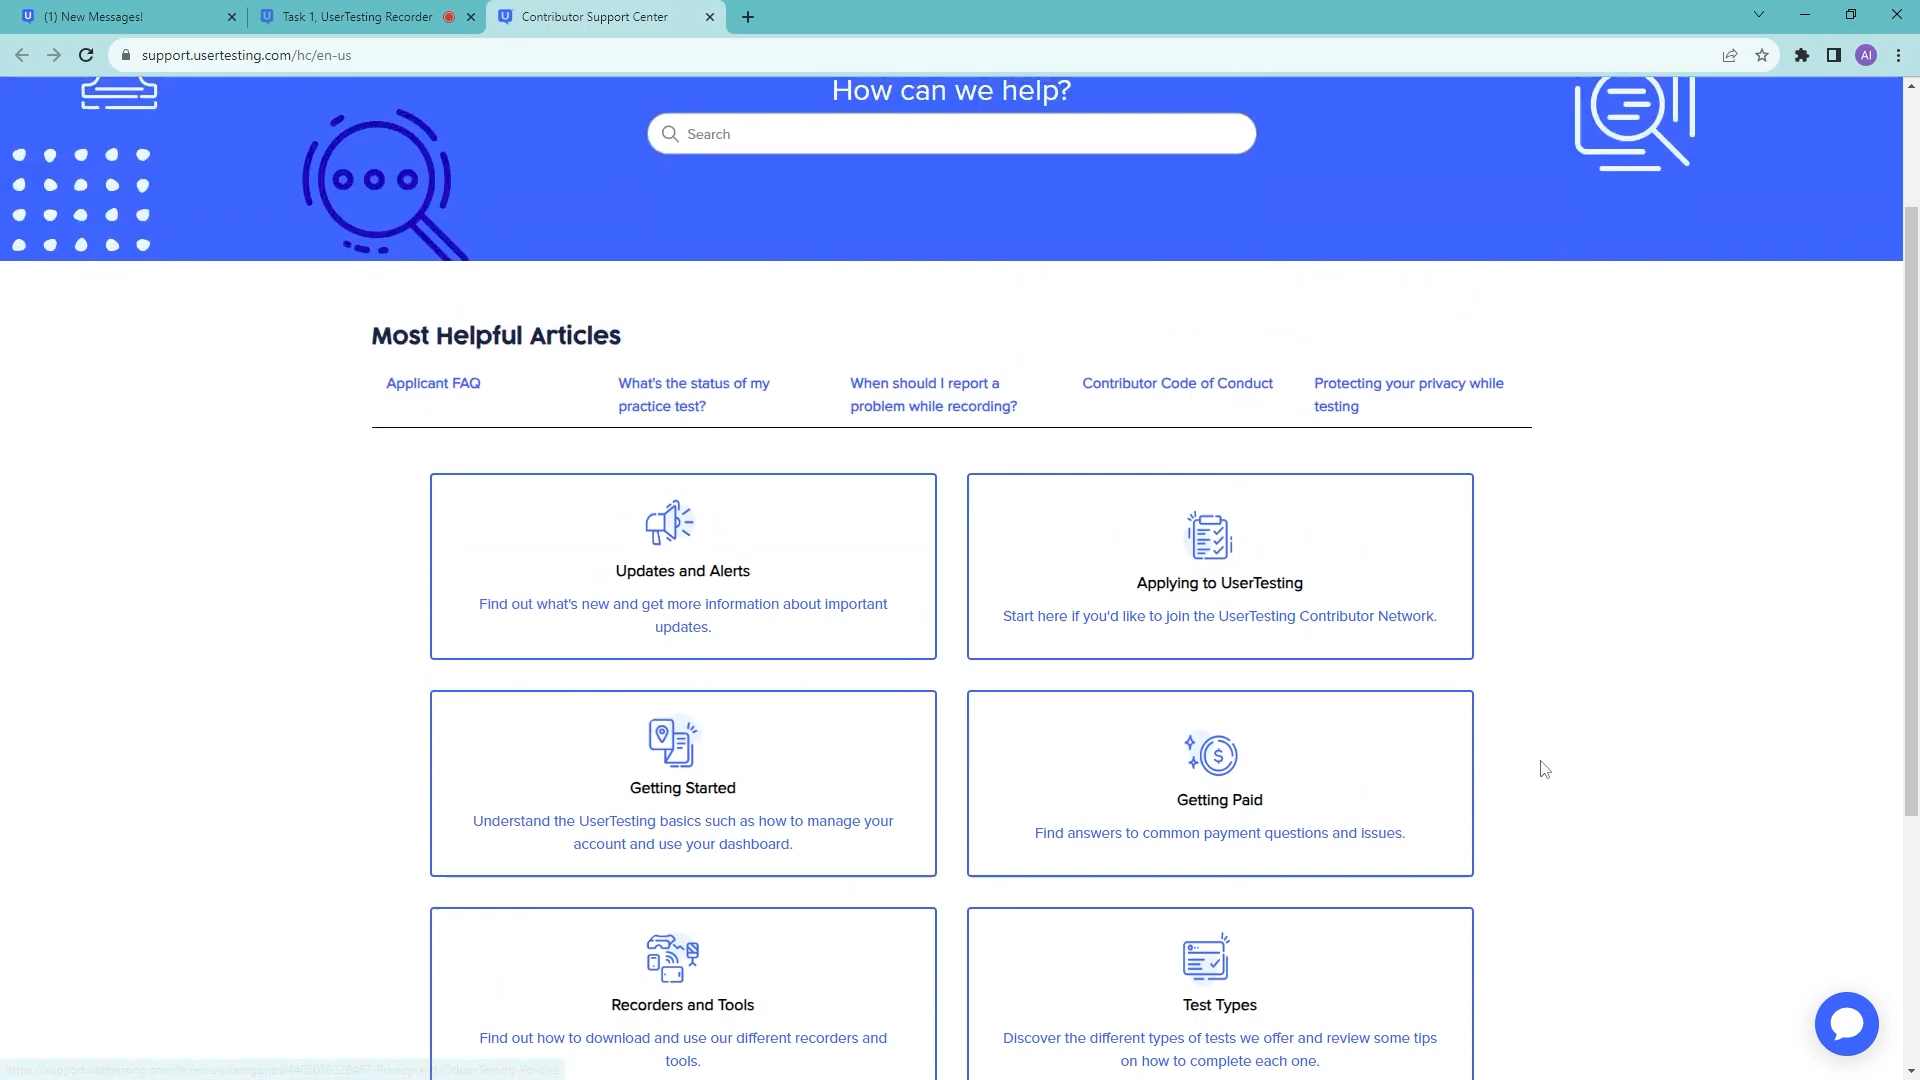 (1) New Messages!
Task 1, UserTesting Recorder
Contributor Support Center
support.usertesting.com/hc/en-us
AI
How can we help?
Search
Most Helpful Articles
Applicant FAQ
What's the status of my
practice test?
When should I report a
problem while recording?
Contributor Code of Conduct
Protecting your privacy while
testing
Updates and Alerts
Find out what's new and get more information about important
updates.
Applying to UserTesting
Start here if you'd like to join the UserTesting Contributor Network.
Getting Started
Understand the UserTesting basics such as how to manage your
account and use your dashboard.
Getting Paid
Find answers to common payment questions and issues.
Recorders and Tools
Find out how to download and use our different recorders and
tools.
Test Types
Discover the different types of tests we offer and review some tips
on how to complete each one.